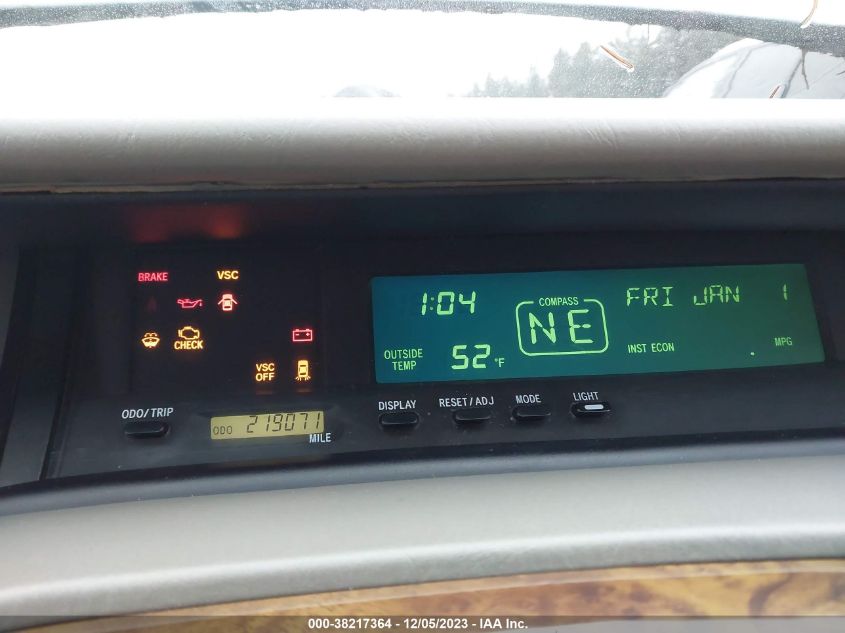 BRAKE VSC
CHECK
VSC
OFF
ODO/TRIP
ODO 219071
MILE
1:04
OUTSIDE
TEMP
52 °F
COMPASS
NE
FRI JAN 1
INST ECON
. MPG
DISPLAY
RESET/ADJ
MODE
LIGHT
000-38217364 - 12/05/2023 - IAA Inc.